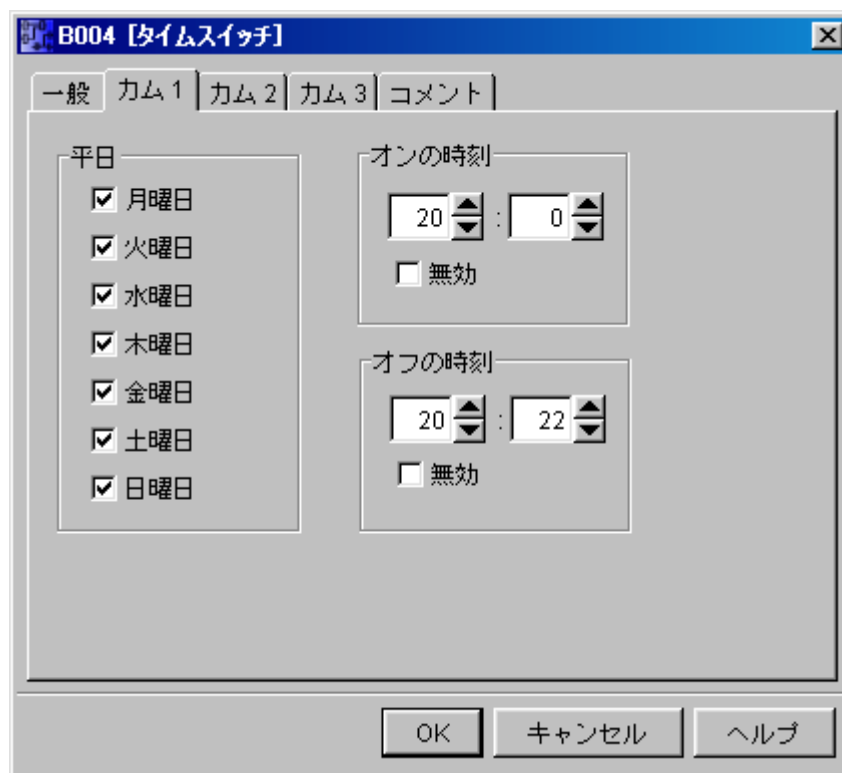 B004 [タイムスイッチ]
一般 カム 1 カム 2 カム 3 コメント
平日
月曜日
火曜日
水曜日
木曜日
金曜日
土曜日
日曜日
オンの時刻
20 : 0
無効
オフの時刻
20 : 22
無効
OK キャンセル ヘルプ